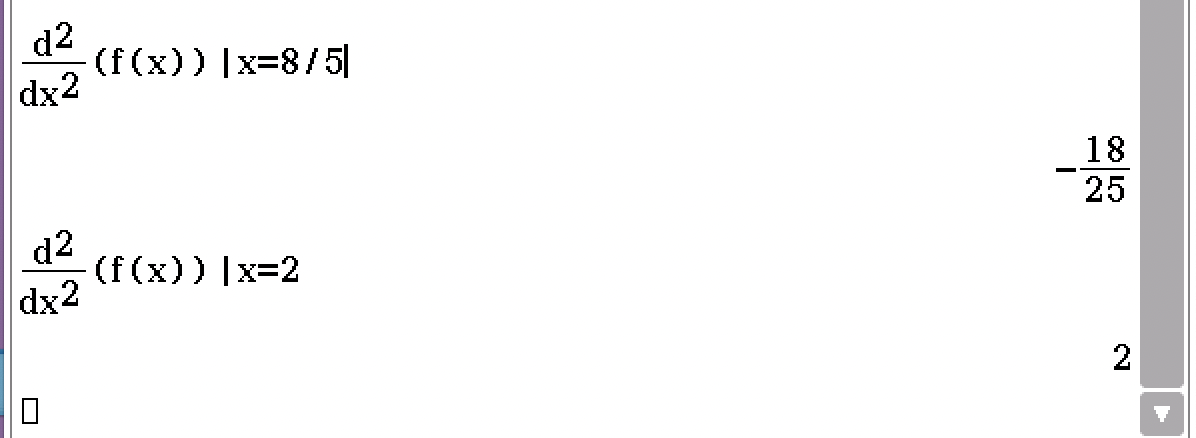 d²/dx² (f(x))|x=8/5
-18/25
d²/dx² (f(x))|x=2
2